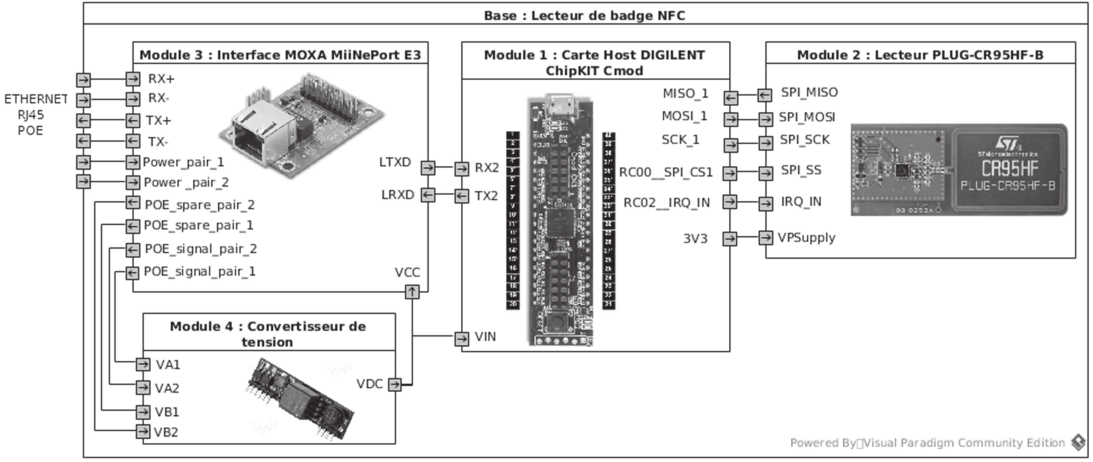 Base : Lecteur de badge NFC
Module 3 : Interface MOXA MiiNePort E3
RX+
RX-
TX+
TX-
Power_pair_1
Power _pair_2
POE_spare_pair_2
POE_spare_pair_1
POE_signal_pair_2
POE_signal_pair_1
LTXD
LRXD
VCC
ETHERNET
RJ45
POE
Module 1 : Carte Host DIGILENT
ChipKIT Cmod
RX2
TX2
VIN
MISO_1
MOSI_1
SCK_1
RC00__SPI_CS1
RC02__IRQ_IN
3V3
Module 2 : Lecteur PLUG-CR95HF-B
SPI_MISO
SPI_MOSI
SPI_SCK
SPI_SS
IRQ_IN
VPSupply
ST
STMicroelectronics
CR95HF
PLUG-CR95HF-B
Module 4 : Convertisseur de
tension
VA1
VA2
VB1
VB2
VDC
Powered By Visual Paradigm Community Edition